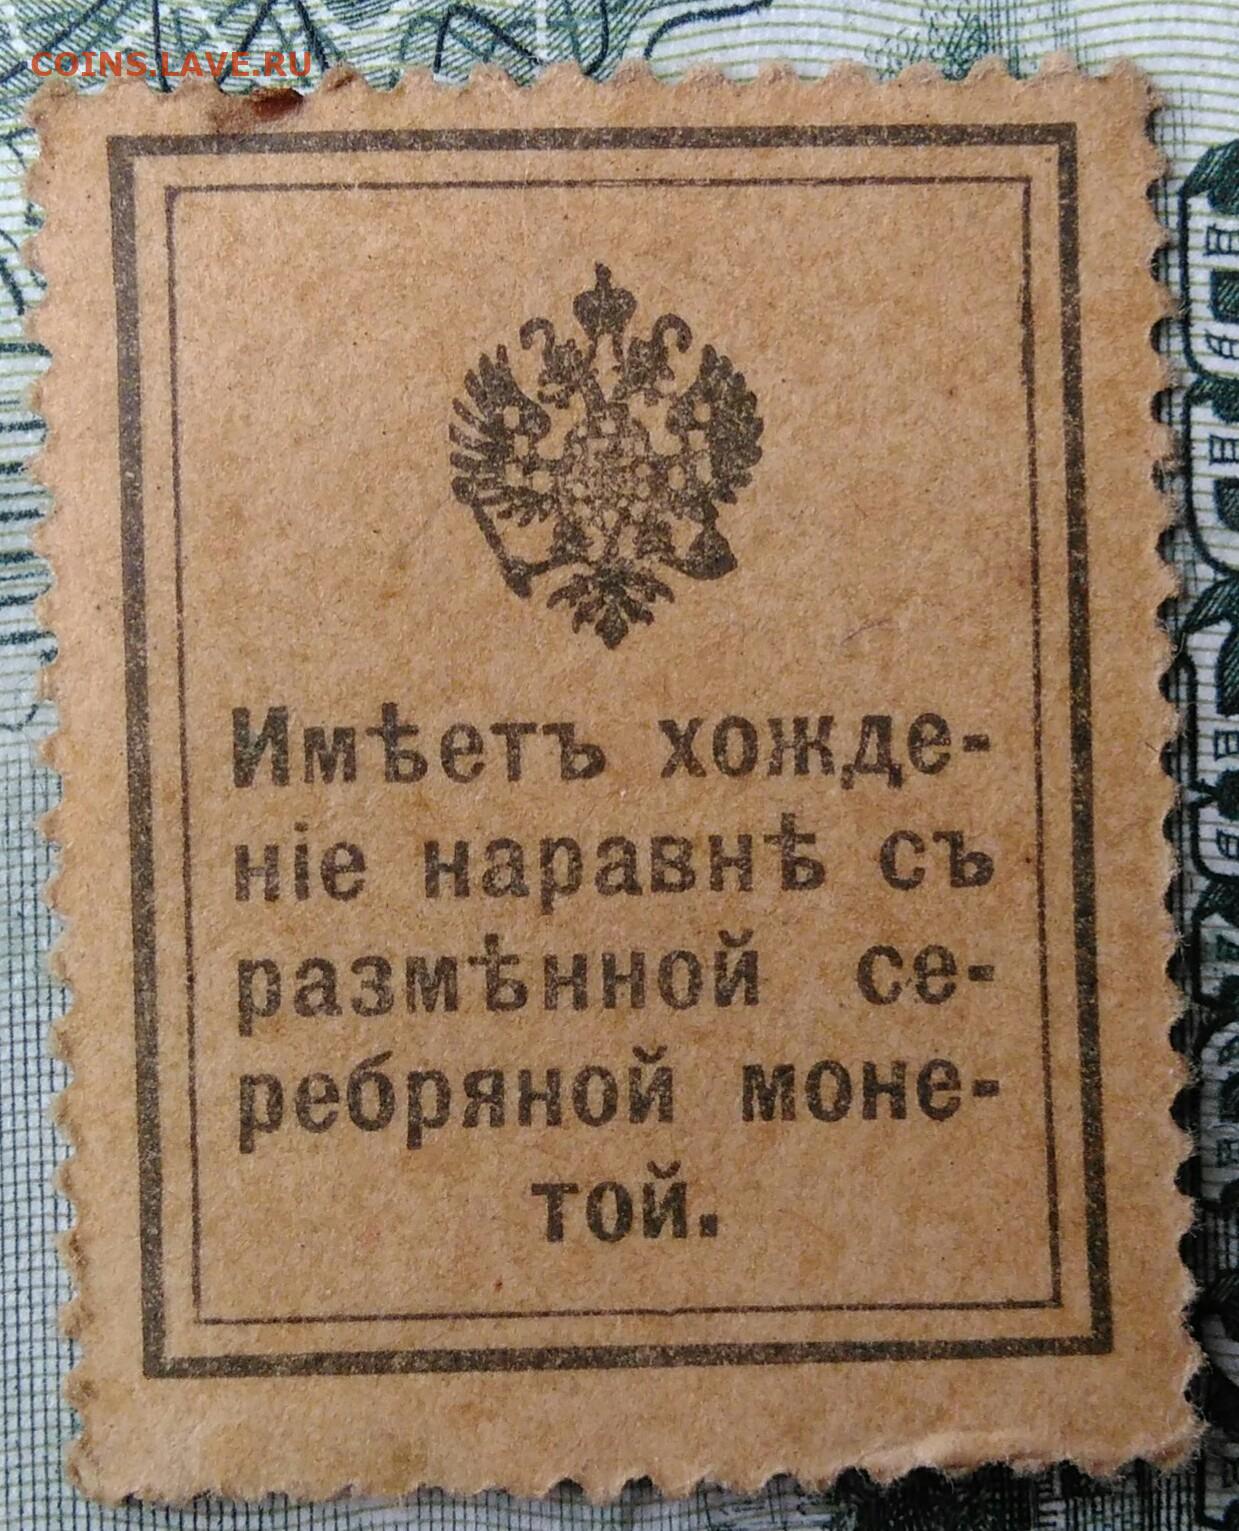 COINS.LAVE.RU
Имѣетъ хожде-
ніе наравнѣ съ
размѣнной се-
ребряной моне-
той.